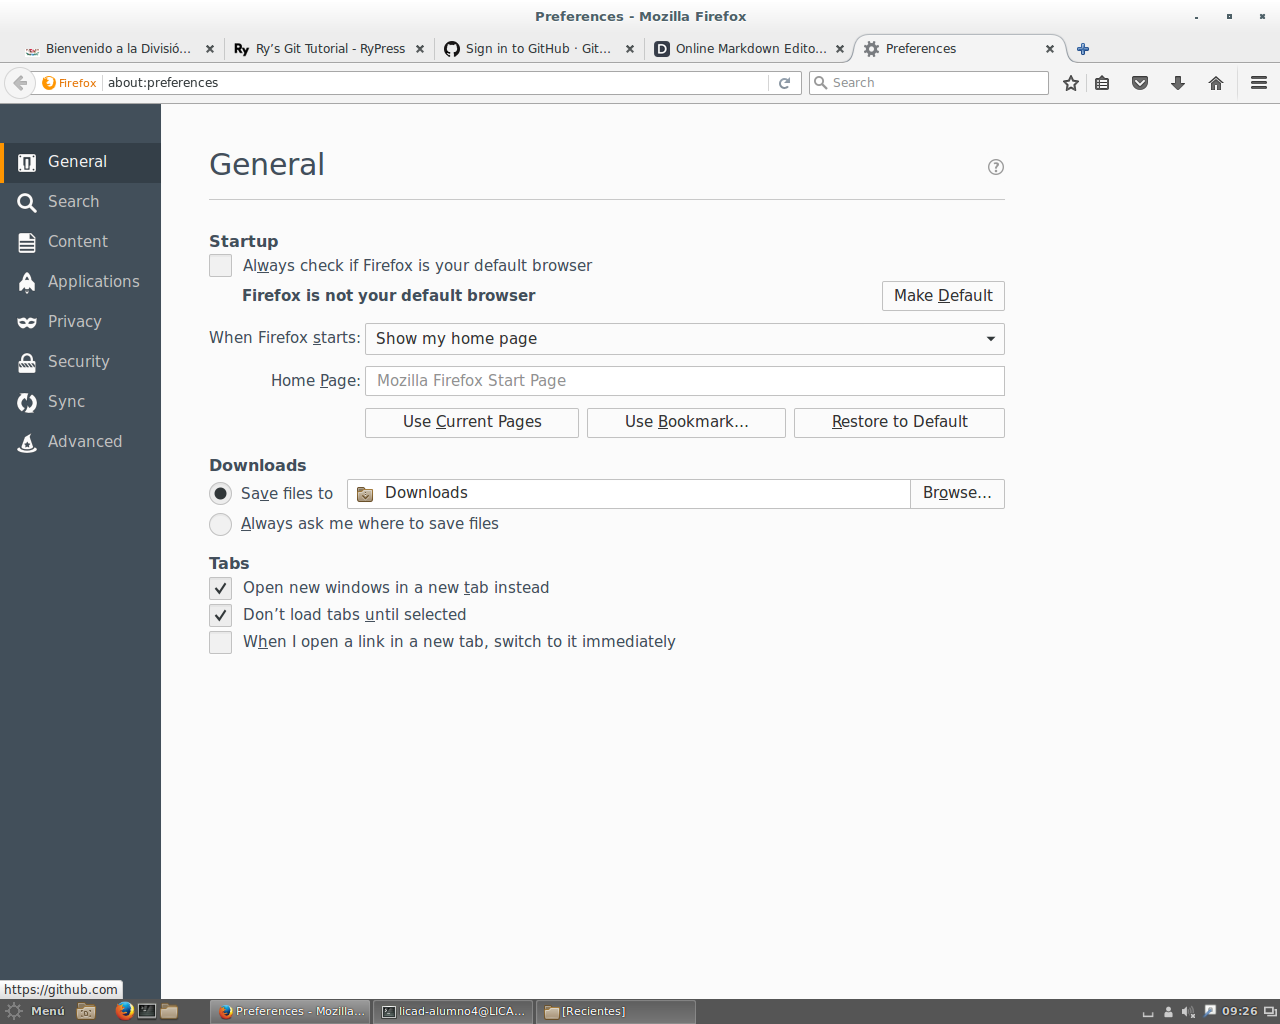 Preferences - Mozilla Firefox
Bienvenido a la Divisió...
Ry’s Git Tutorial - RyPress
Sign in to GitHub · Git...
Online Markdown Edito...
Preferences
Firefox
about:preferences
Search
General
Search
Content
Applications
Privacy
Security
Sync
Advanced
General
Startup
Always check if Firefox is your default browser
Firefox is not your default browser
Make Default
When Firefox starts:
Show my home page
Home Page:
Mozilla Firefox Start Page
Use Current Pages
Use Bookmark...
Restore to Default
Downloads
Save files to
Downloads
Browse...
Always ask me where to save files
Tabs
Open new windows in a new tab instead
Don’t load tabs until selected
When I open a link in a new tab, switch to it immediately
https://github.com
Menú
Preferences - Mozilla...
licad-alumno4@LICA...
[Recientes]
09:26